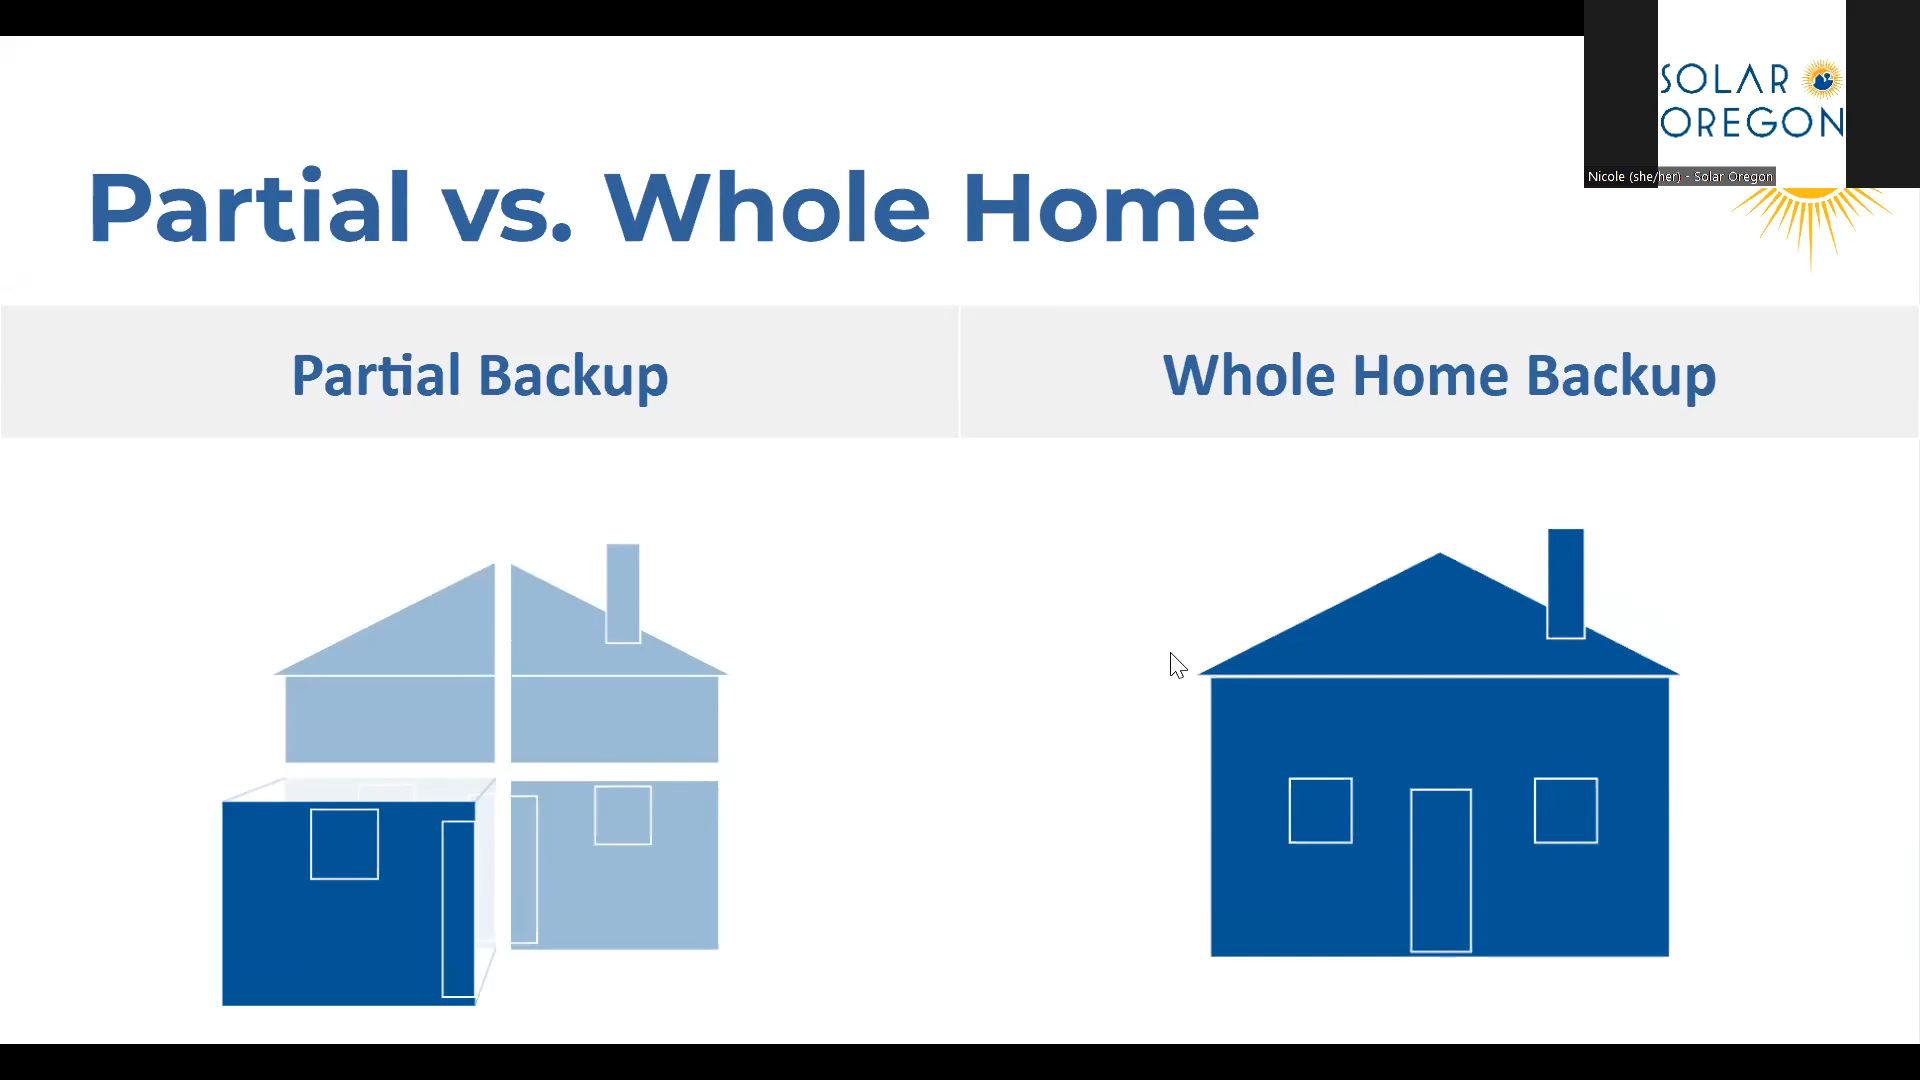 SOLAR
OREGON
Nicole (she/her) - Solar Oregon
Partial vs. Whole Home
Partial Backup
Whole Home Backup